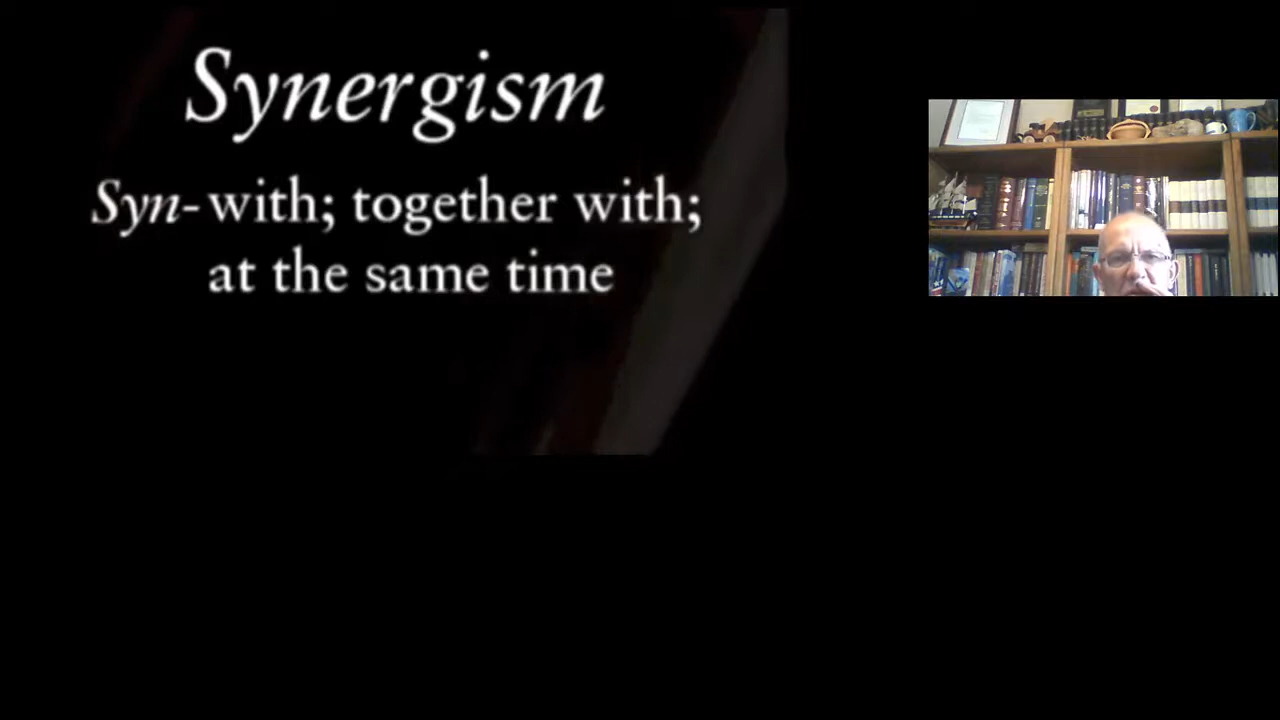 Synergism
Syn- with; together with;
at the same time